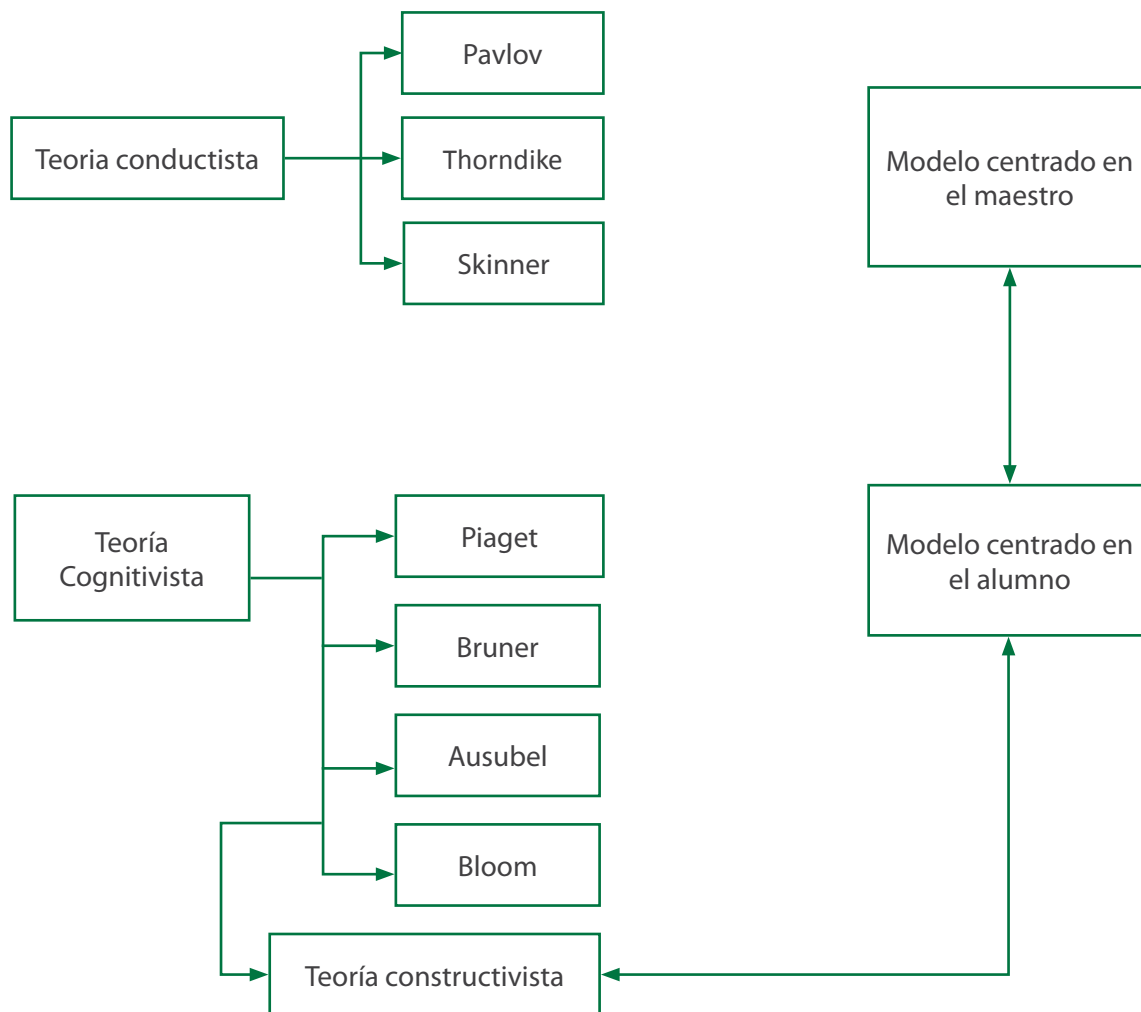 Pavlov
Teoria conductista
Thorndike
Skinner
Modelo centrado en
el maestro
Teoría
Cognitivista
Piaget
Bruner
Ausubel
Bloom
Teoría constructivista
Modelo centrado en
el alumno